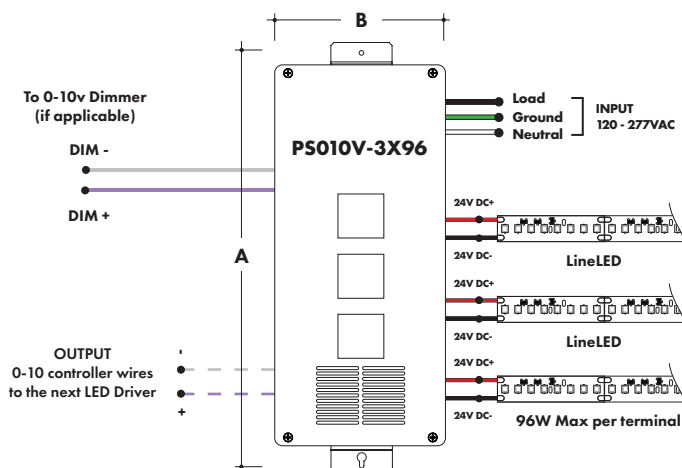 B
To 0-10v Dimmer
(if applicable)
DIM -
DIM +
A
PS010V-3X96
Load
Ground
Neutral
INPUT
120 - 277VAC
24V DC+
24V DC-
LineLED
24V DC+
24V DC-
LineLED
24V DC+
24V DC-
96W Max per terminal
OUTPUT
0-10 controller wires
to the next LED Driver
-
+